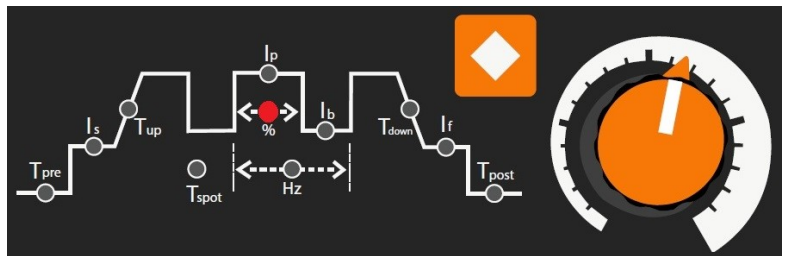 Ip
Is
Ib
Tup
%
Tdown
If
Tpre
Tspot
Hz
Tpost